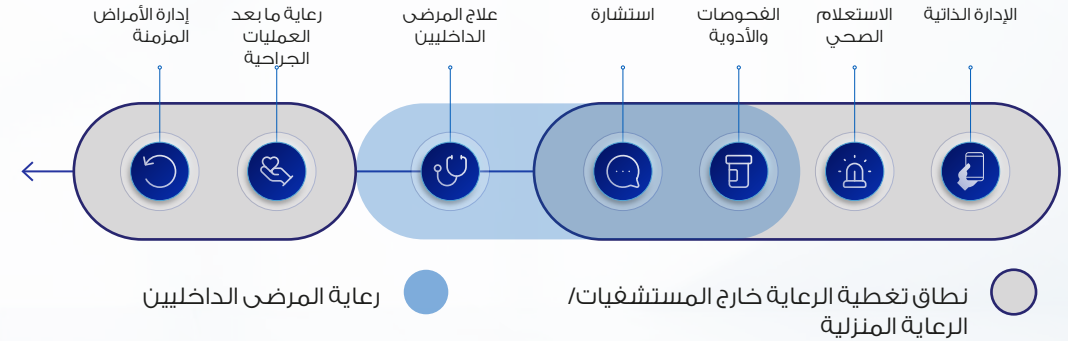 الإدارة الذاتية
الاستعلام
الصحي
الفحوصات
والأدوية
استشارة
علاج المرضى
الداخليين
رعاية ما بعد
العمليات
الجراحية
إدارة الأمراض
المزمنة
نطاق تغطية الرعاية خارج المستشفيات/
الرعاية المنزلية
رعاية المرضى الداخليين